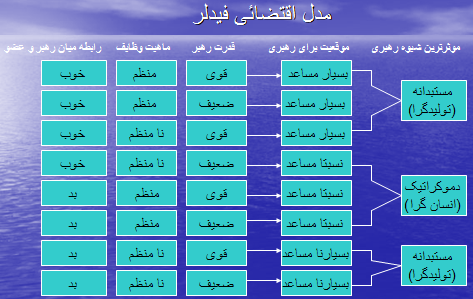 مدل اقتضائی فیدلر
موثرترین شیوه رهبری موقعیت برای رهبری قدرت رهبر ماهیت وظایف رابطه میان رهبر و عضو
بسیار مساعد قوی منظم خوب
مستبدانه
(تولیدگرا)
بسیار مساعد ضعیف منظم خوب
بسیار مساعد قوی نا منظم خوب
نسبتا مساعد ضعیف نا منظم خوب
دموکراتیک
(انسان گرا)
نسبتا مساعد قوی منظم بد
نسبتا مساعد ضعیف منظم بد
بسیارنا مساعد قوی نا منظم بد
مستبدانه
(تولیدگرا)
بسیارنا مساعد ضعیف نا منظم بد